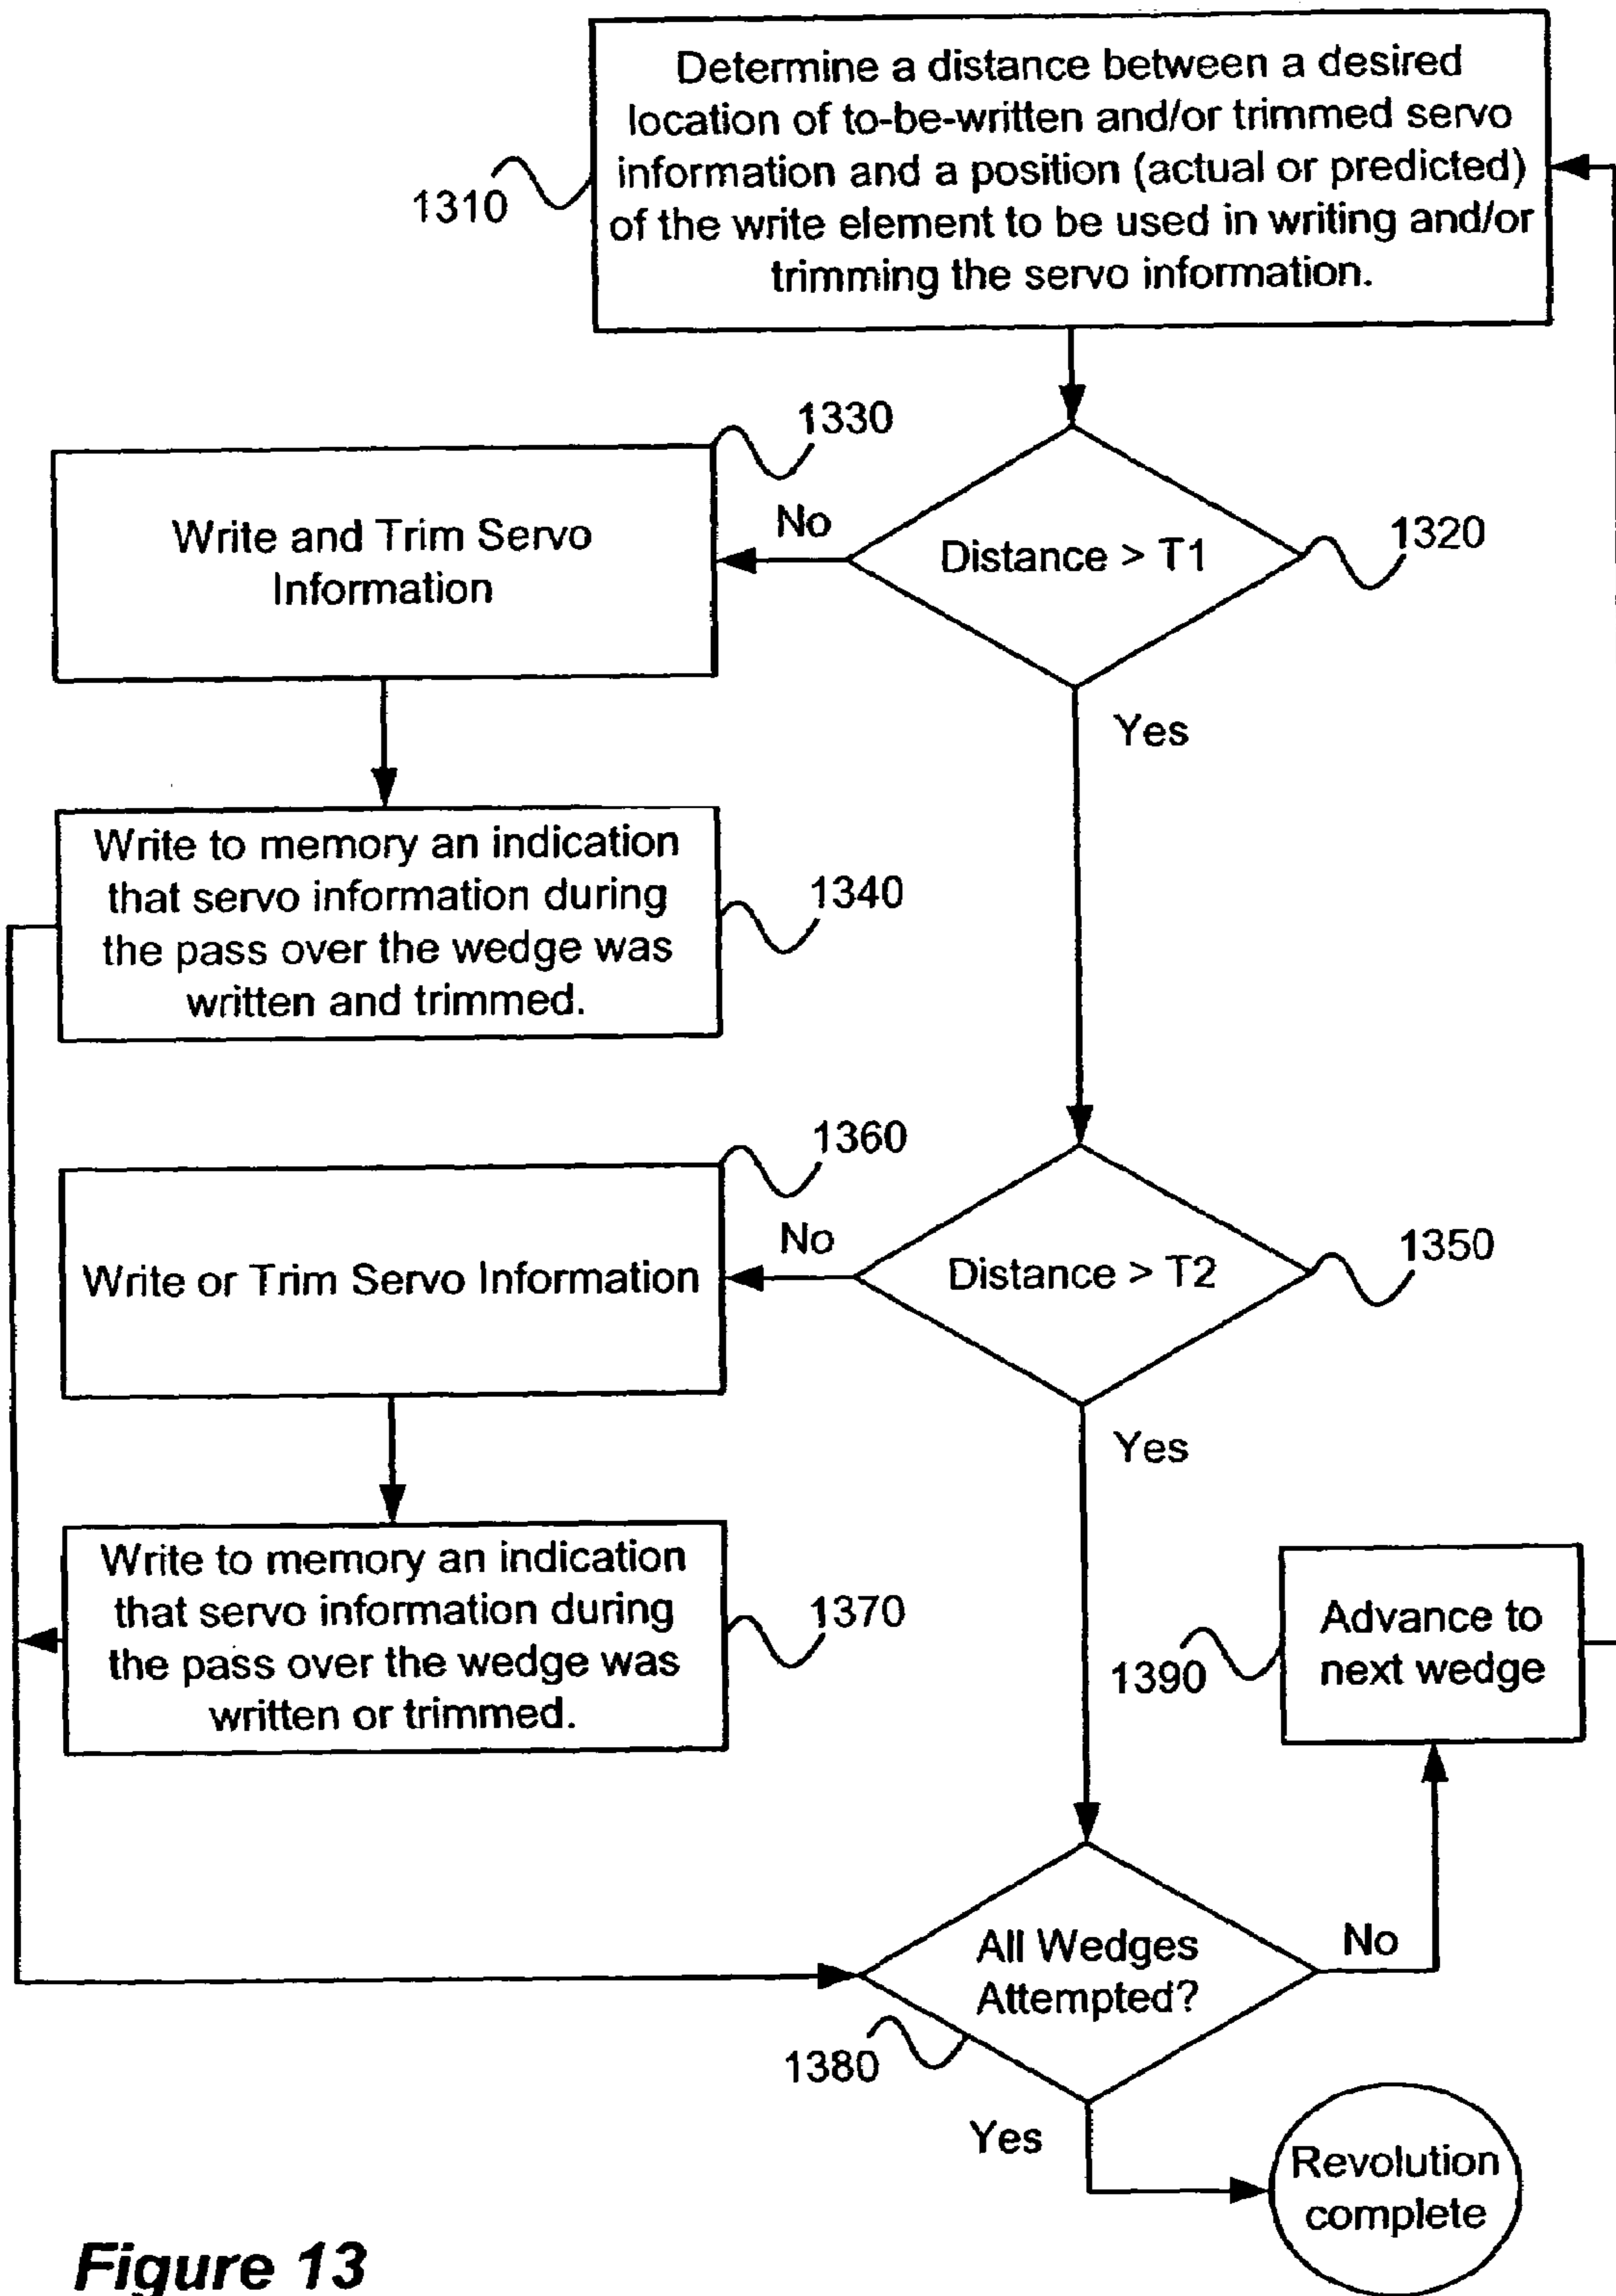 Determine a distance between a desired
location of to-be-written and/or trimmed servo
information and a position (actual or predicted)
of the write element to be used in writing and/or
trimming the servo information.
1310
1330
Write and Trim Servo
Information
No
Distance > T1
1320
Yes
Write to memory an indication
that servo information during
the pass over the wedge was
written and trimmed.
1340
1360
Write or Trim Servo Information
No
Distance > T2
1350
Yes
Write to memory an indication
that servo information during
the pass over the wedge was
written or trimmed.
1370
1390
Advance to
next wedge
All Wedges
Attempted?
No
1380
Yes
Revolution
complete
Figure 13